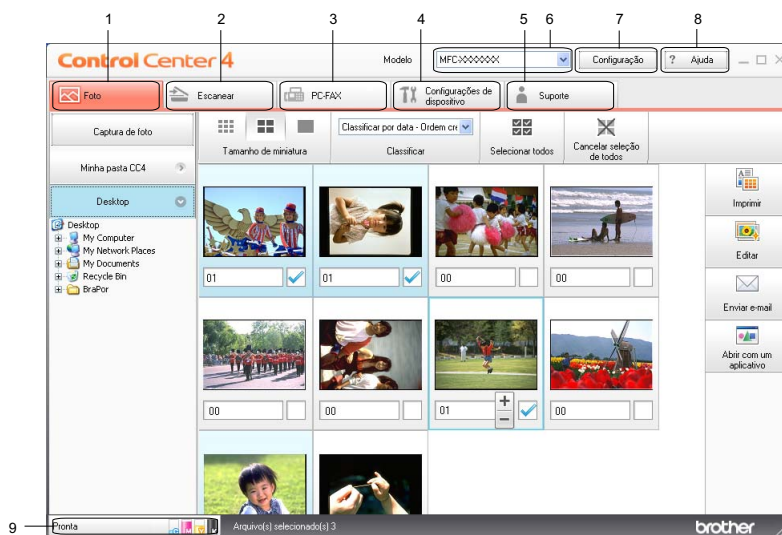 1 2 3 4 5 6 7 8
Control Center 4
Modelo
MFC-XXXXXX
Configuração
? Ajuda
Foto
Escanear
PC-FAX
Configurações de
dispositivo
Suporte
Captura de foto
Minha pasta CC4
Desktop
Tamanho de miniatura
Classificar por data - Ordem cre
Classificar
Selecionar todos
Cancelar seleção
de todos
Desktop
My Computer
My Network Places
My Documents
Recycle Bin
BraPor
01
01
00
00
00
00
01
00
Imprimir
Editar
Enviar e-mail
Abrir com um
aplicativo
9
Pronta
Arquivo(s) selecionado(s) 3
brother